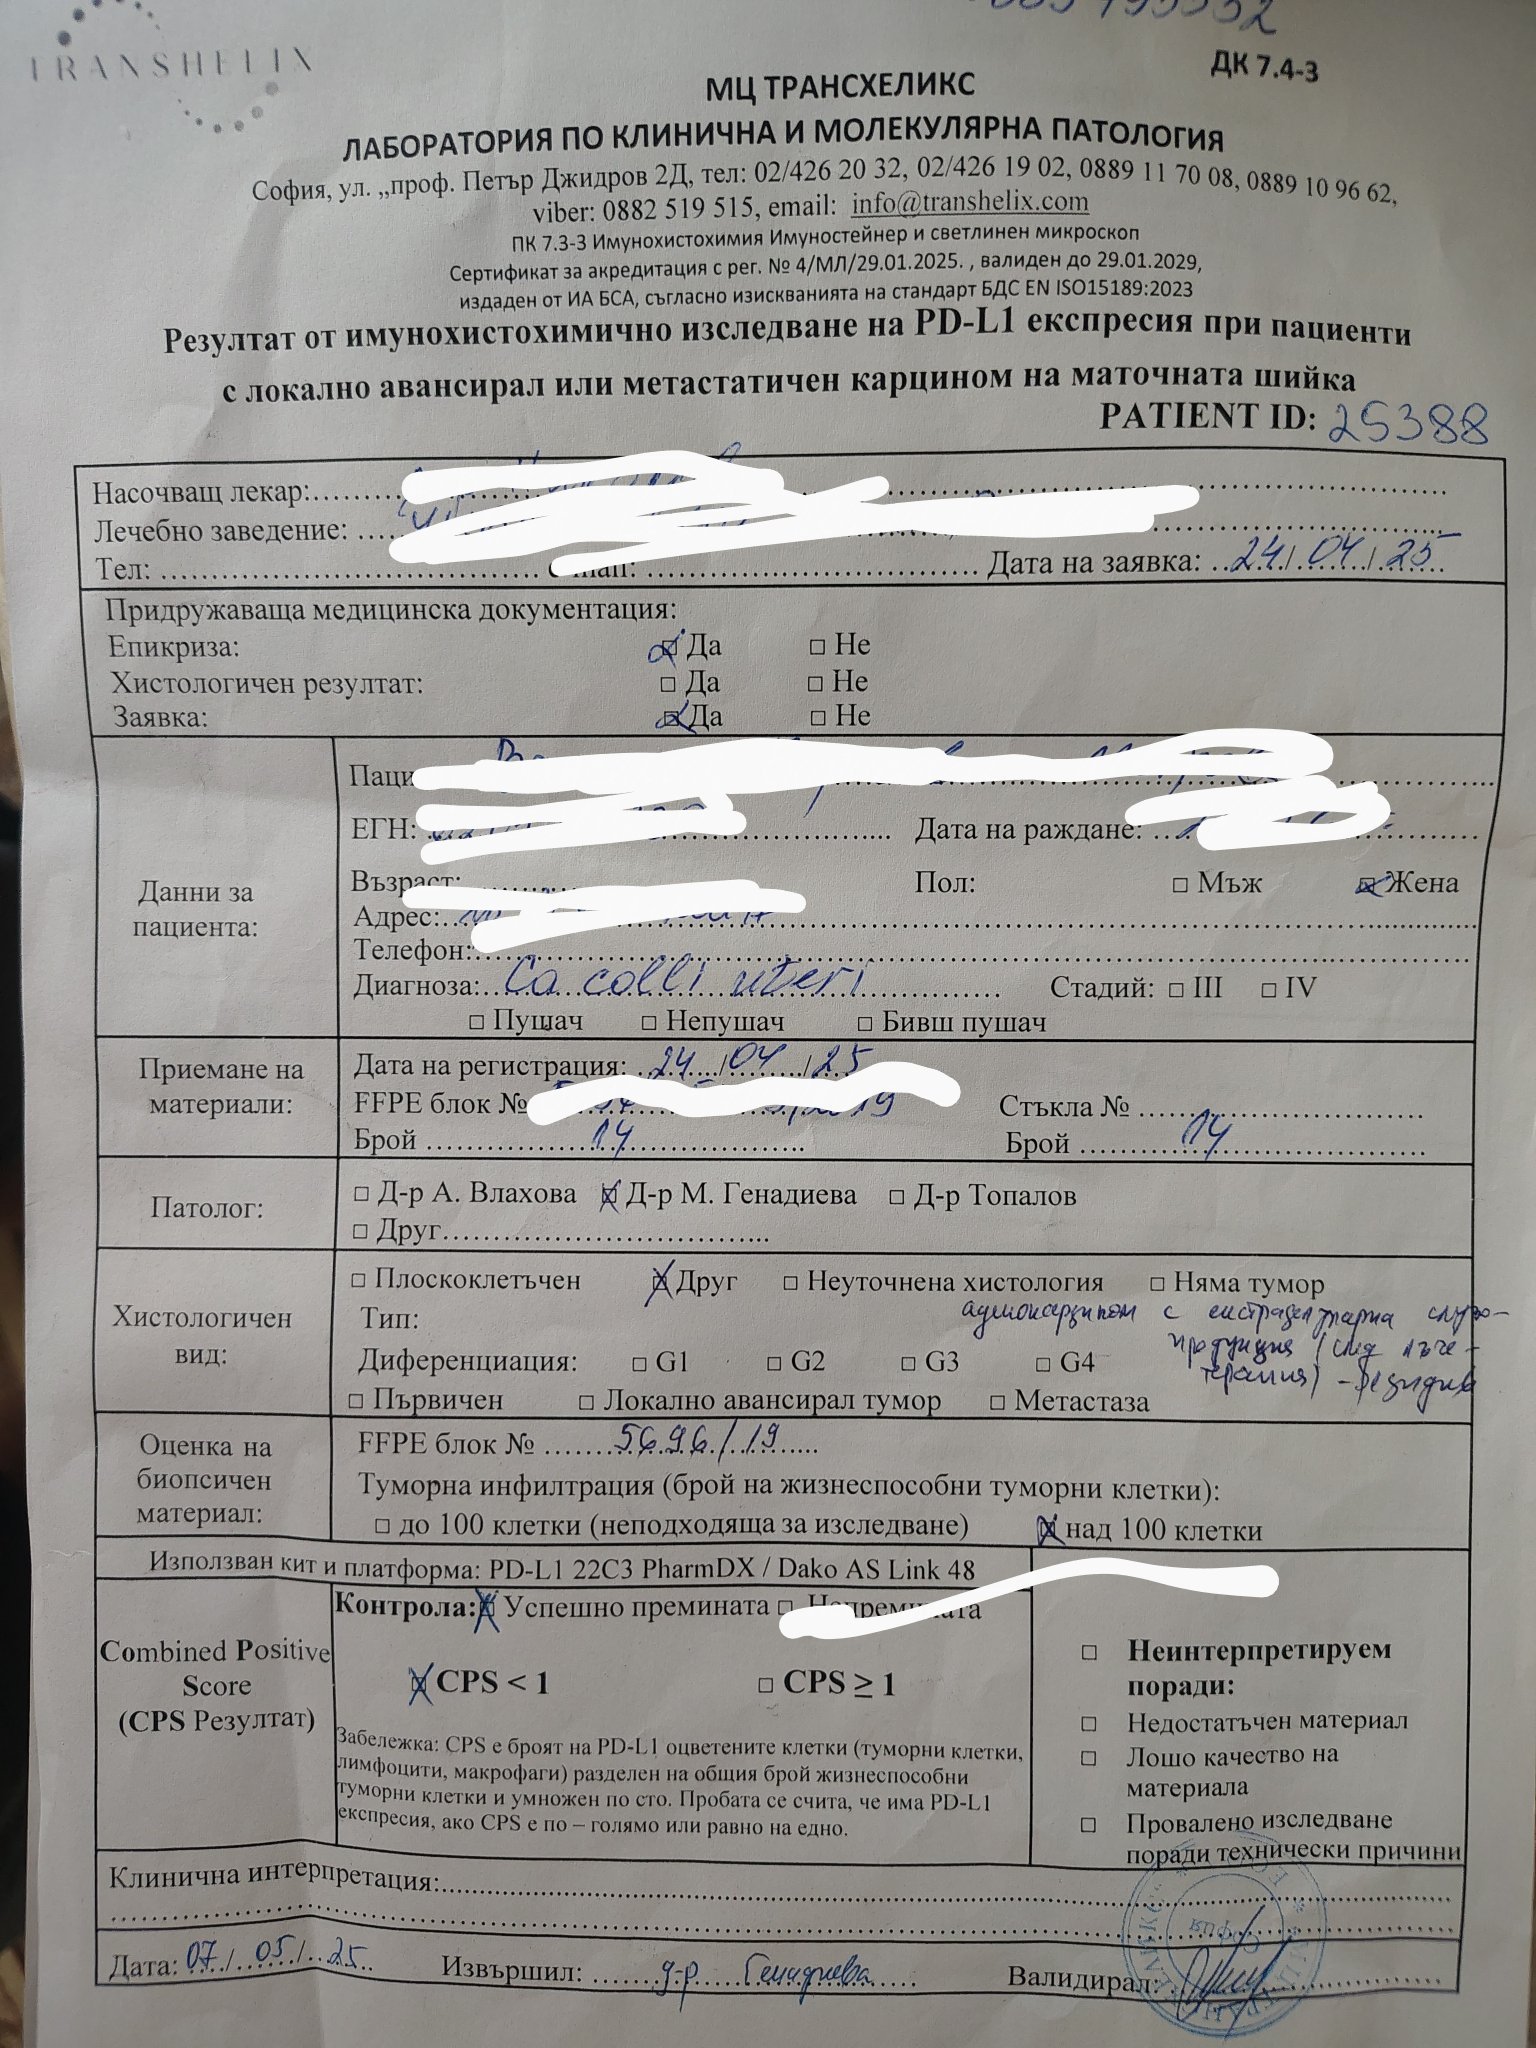 TRANSHELIX
ДК 7.4-3
МЦ ТРАНСХЕЛИКС
ЛАБОРАТОРИЯ ПО КЛИНИЧНА И МОЛЕКУЛЯРНА ПАТОЛОГИЯ
София, ул. „проф. Петър Джидров 2Д, тел: 02/426 20 32, 02/426 19 02, 0889 11 70 08, 0889 10 96 62,
viber: 0882 519 515, email: info@transhelix.com
ПК 7.3-3 Имунохистохимия Имуностейнер и светлинен микроскоп
Сертификат за акредитация с рег. № 4/МЛ/29.01.2025. , валиден до 29.01.2029,
издаден от ИА БСА, съгласно изискванията на стандарт БДС EN ISO15189:2023
Резултат от имунохистохимично изследване на PD-L1 експресия при пациенти
с локално авансирал или метастатичен карцином на маточната шийка
PATIENT ID: 25388
Насочващ лекар:
Лечебно заведение:
Тел: email: Дата на заявка: 24/04/25
Придружаваща медицинска документация:
Епикриза: Да □ Не
Хистологичен резултат: □ Да □ Не
Заявка: Да □ Не
Данни за пациента:
ЕГН: Дата на раждане:
Възраст: Пол: □ Мъж Жена
Адрес:
Телефон:
Диагноза: Ca colli uteri Стадий: □ III □ IV
□ Пушач □ Непушач □ Бивш пушач
Приемане на материали:
Дата на регистрация: 24/04/25
FFPE блок № Стъкла №
Брой 14 Брой 14
Патолог: □ Д-р А. Влахова Д-р М. Генадиева □ Д-р Топалов
□ Друг
Хистологичен вид:
□ Плоскоклетъчен Друг □ Неуточнена хистология □ Няма тумор
Тип: аденокарцином с екстрацелуларна слузо-
продукция (след лъче-
терапия) - рецидив
Диференциация: □ G1 □ G2 □ G3 □ G4
□ Първичен □ Локално авансирал тумор □ Метастаза
Оценка на биопсичен материал:
FFPE блок № 5696/19
Туморна инфилтрация (брой на жизнеспособни туморни клетки):
□ до 100 клетки (неподходяща за изследване) над 100 клетки
Използван кит и платформа: PD-L1 22C3 PharmDX / Dako AS Link 48
Combined Positive
Score
(CPS Резултат)
Контрола: Успешно премината □ Непремината
CPS < 1 □ CPS ≥ 1
Забележка: CPS е броят на PD-L1 оцветените клетки (туморни клетки,
лимфоцити, макрофаги) разделен на общия брой жизнеспособни
туморни клетки и умножен по сто. Пробата се счита, че има PD-L1
експресия, ако CPS е по – голямо или равно на едно.
□ Неинтерпретируем
поради:
□ Недостатъчен материал
□ Лошо качество на
материала
□ Провалено изследване
поради технически причини
Клинична интерпретация:
Дата: 07/05/25 Извършил: д-р Генадиева Валидирал: